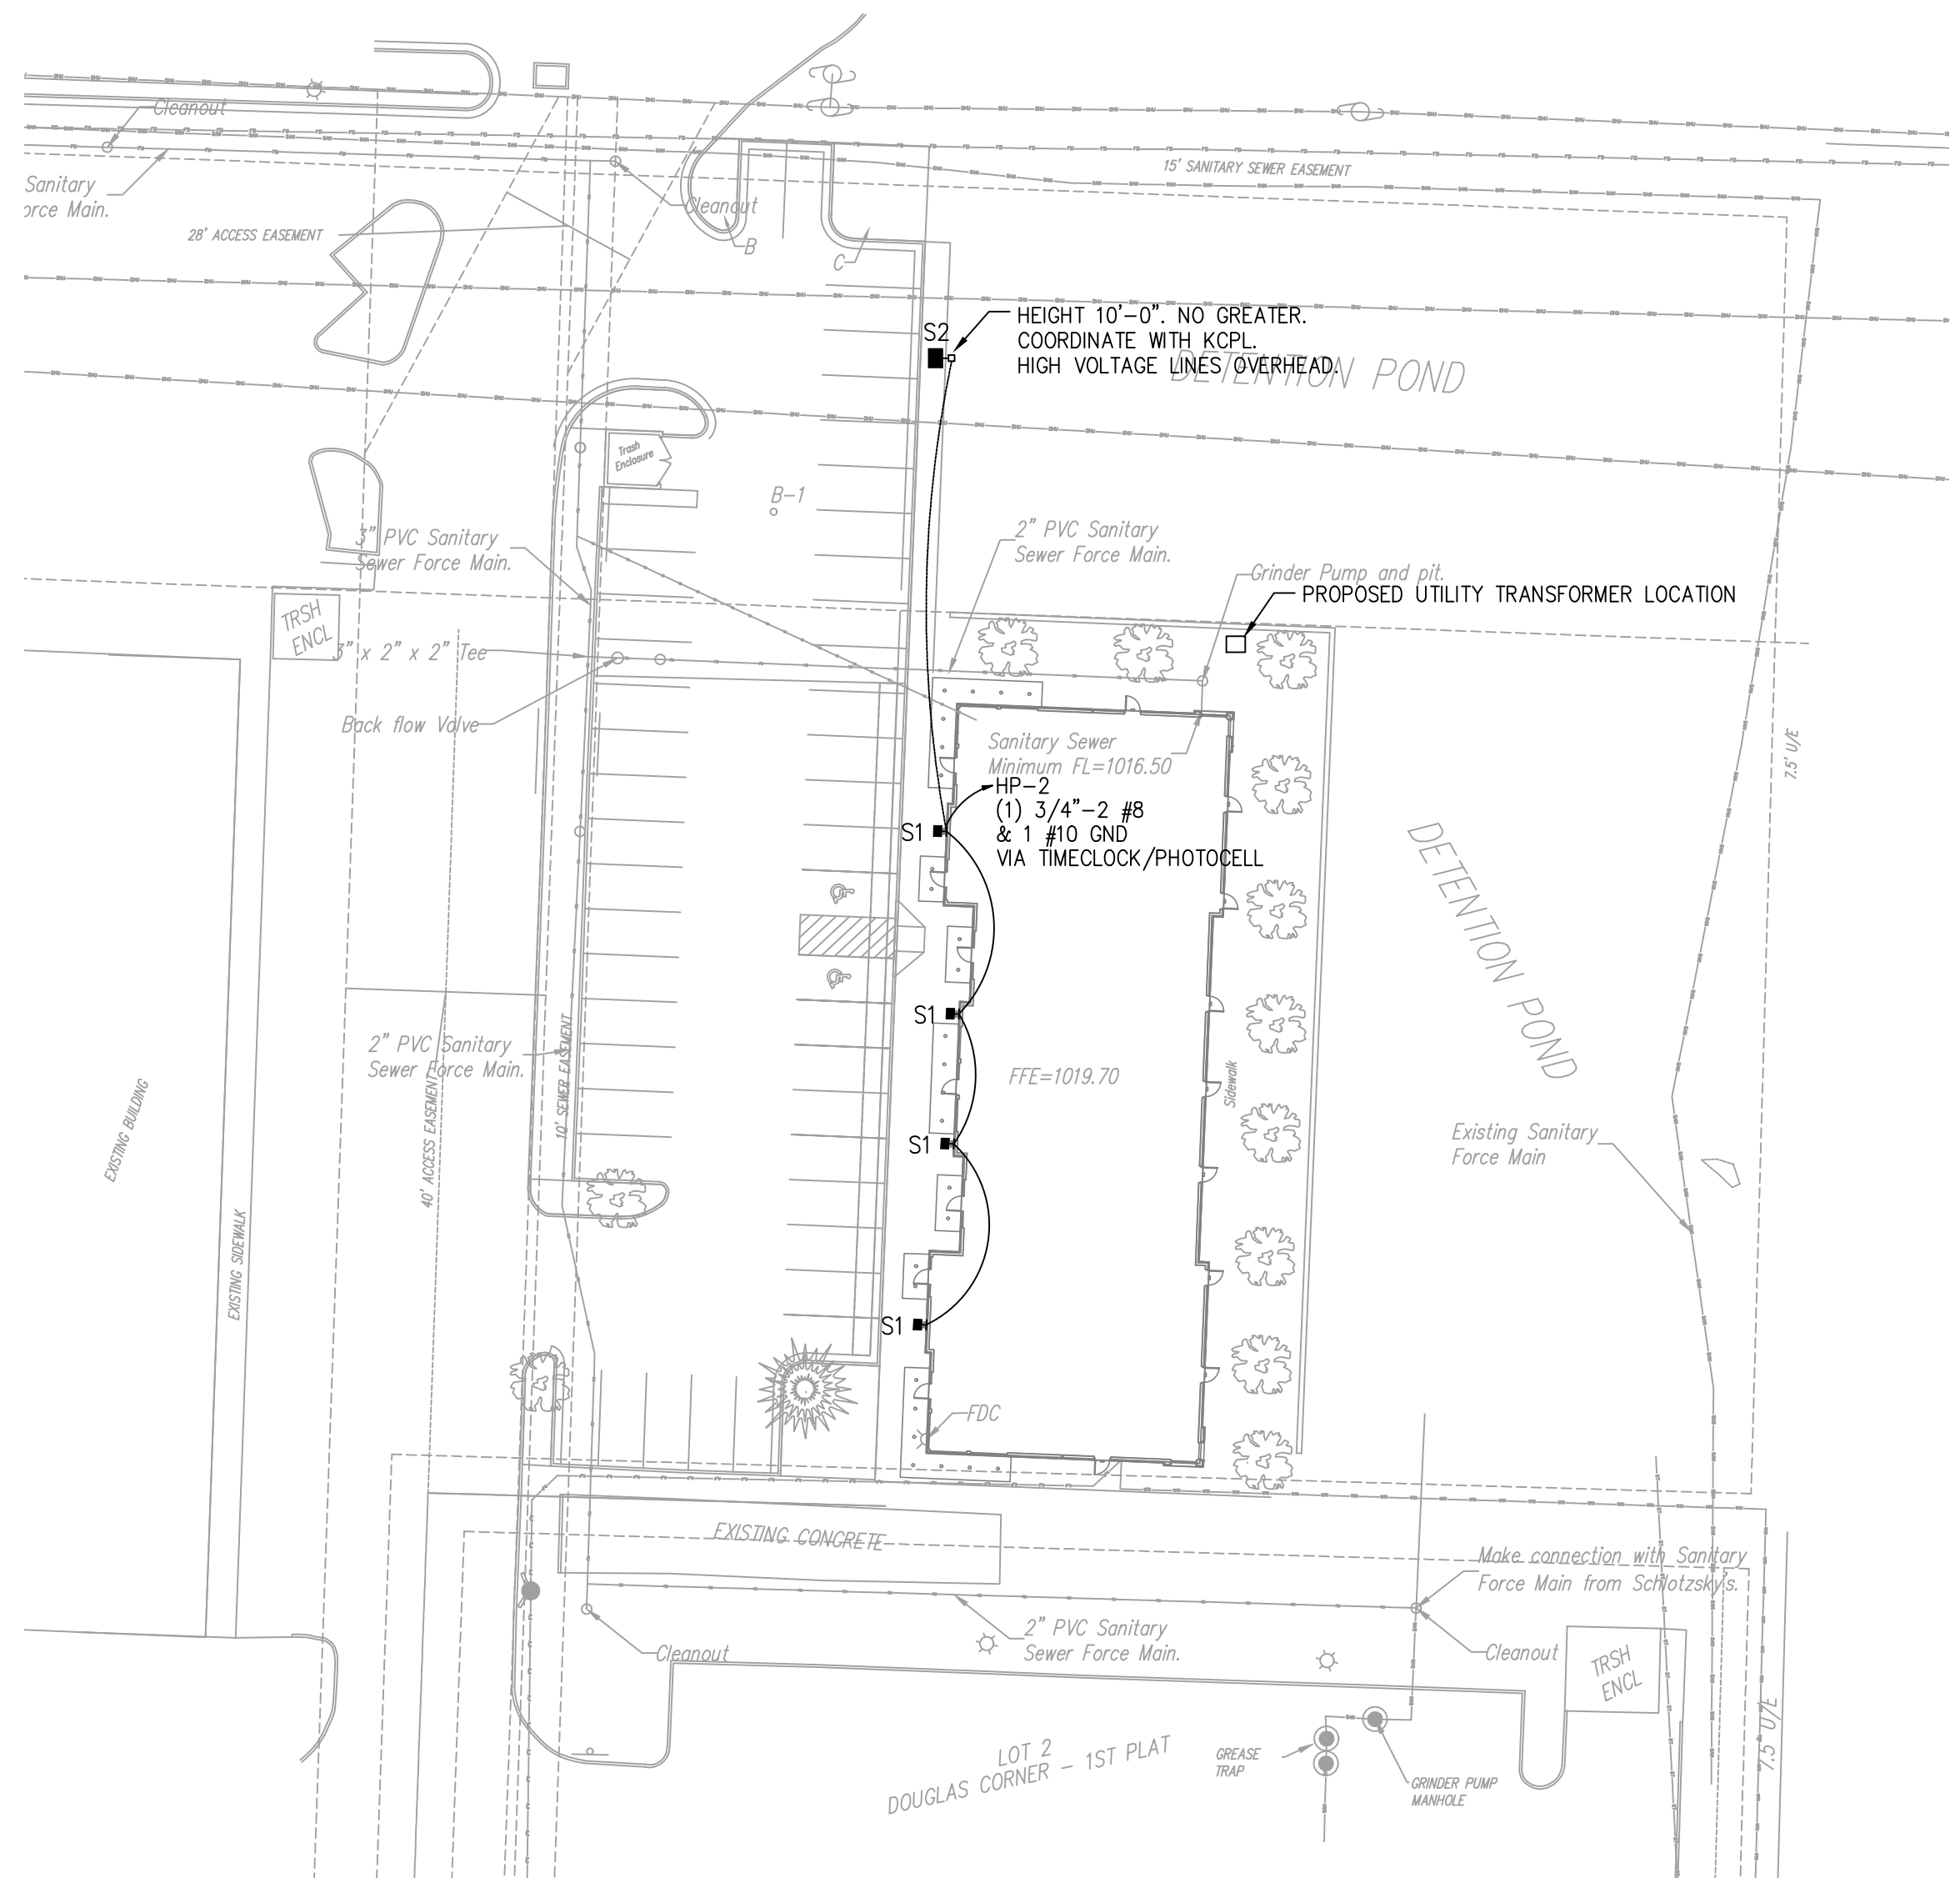 Cleanout
Sanitary
orce Main.
28' ACCESS EASEMENT
Cleanout
B
C
15' SANITARY SEWER EASEMENT
S2
HEIGHT 10'-0". NO GREATER.
COORDINATE WITH KCPL.
HIGH VOLTAGE LINES OVERHEAD.
DETENTION POND
Trash
Enclosure
B-1
3" PVC Sanitary
Sewer Force Main.
2" PVC Sanitary
Sewer Force Main.
Grinder Pump and pit.
PROPOSED UTILITY TRANSFORMER LOCATION
TRSH
ENCL
3" x 2" x 2" Tee
Back flow Valve
Sanitary Sewer
Minimum FL=1016.50
HP-2
(1) 3/4"-2 #8
& 1 #10 GND
VIA TIMECLOCK/PHOTOCELL
S1
7.5' U/E
DETENTION POND
S1
2" PVC Sanitary
Sewer Force Main.
10' SEWER EASEMENT
40' ACCESS EASEMENT
EXISTING BUILDING
EXISTING SIDEWALK
FFE=1019.70
Sidewalk
S1
Existing Sanitary
Force Main
S1
FDC
EXISTING CONCRETE
Make connection with Sanitary
Force Main from Schlotzsky's.
2" PVC Sanitary
Sewer Force Main.
Cleanout
Cleanout
TRSH
ENCL
7.5' U/E
LOT 2
DOUGLAS CORNER - 1ST PLAT
GREASE
TRAP
GRINDER PUMP
MANHOLE